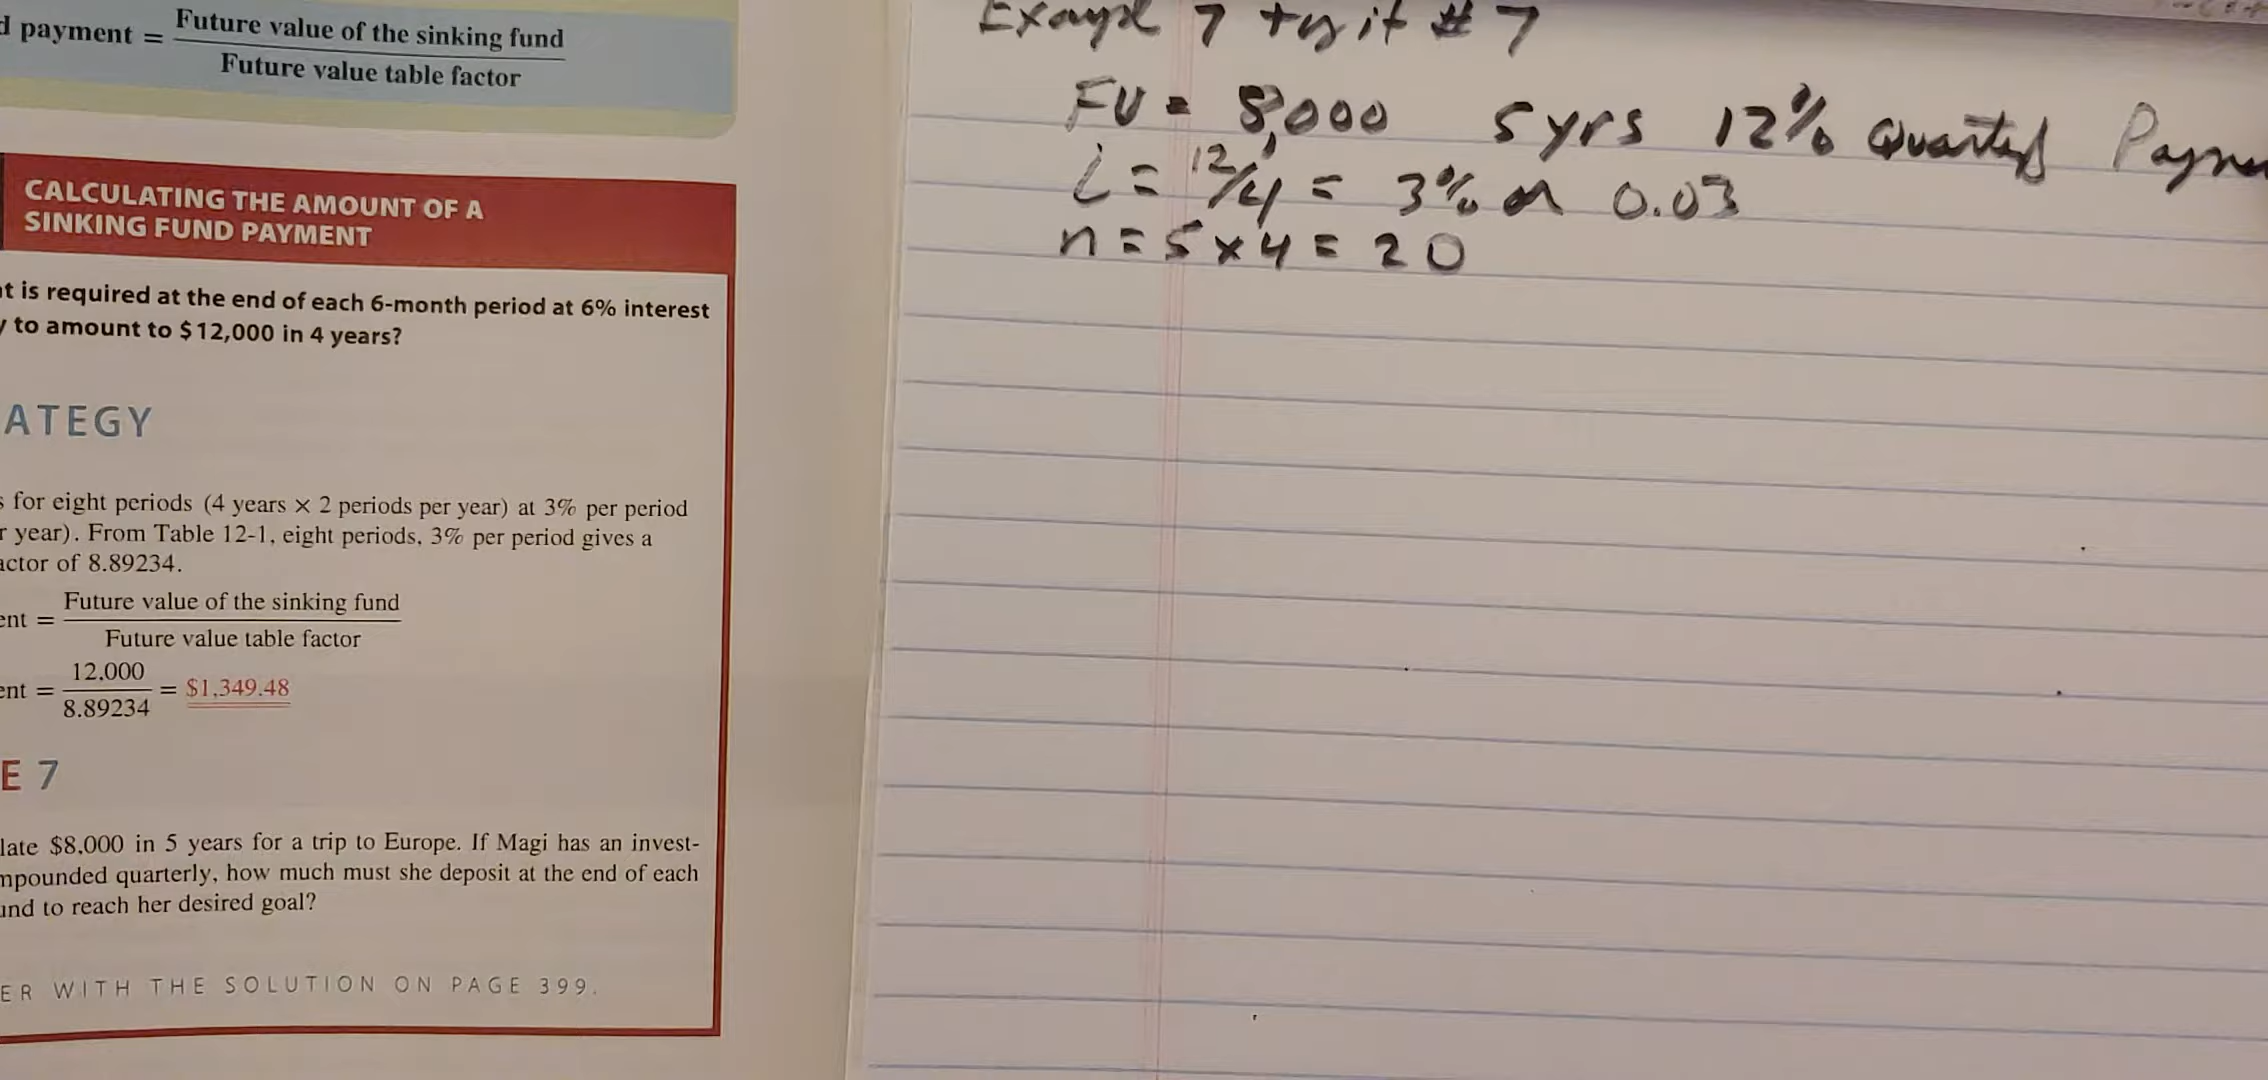 payment = Future value of the sinking fund
Future value table factor
CALCULATING THE AMOUNT OF A
SINKING FUND PAYMENT
is required at the end of each 6-month period at 6% interest
to amount to $12,000 in 4 years?
ATEGY
for eight periods (4 years × 2 periods per year) at 3% per period
year). From Table 12-1, eight periods, 3% per period gives a
actor of 8.89234.
ent = Future value of the sinking fund
Future value table factor
ent = 12,000 / 8.89234 = $1,349.48
E 7
late $8,000 in 5 years for a trip to Europe. If Magi has an invest-
mpounded quarterly, how much must she deposit at the end of each
und to reach her desired goal?
ER WITH THE SOLUTION ON PAGE 399.
7 try it # 7
FV = 8,000 5 yrs 12%
i = 12/4 = 3% or 0.03
n = 5 x 4 = 20